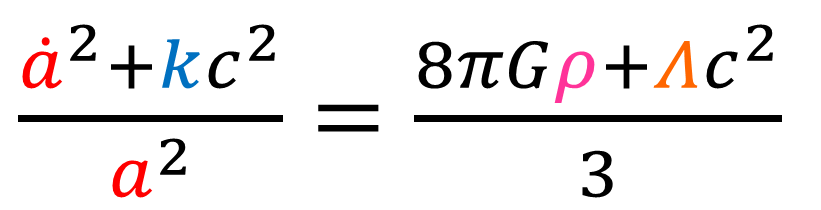 ȧ²+kc² / a² = 8πGρ+Λc² / 3